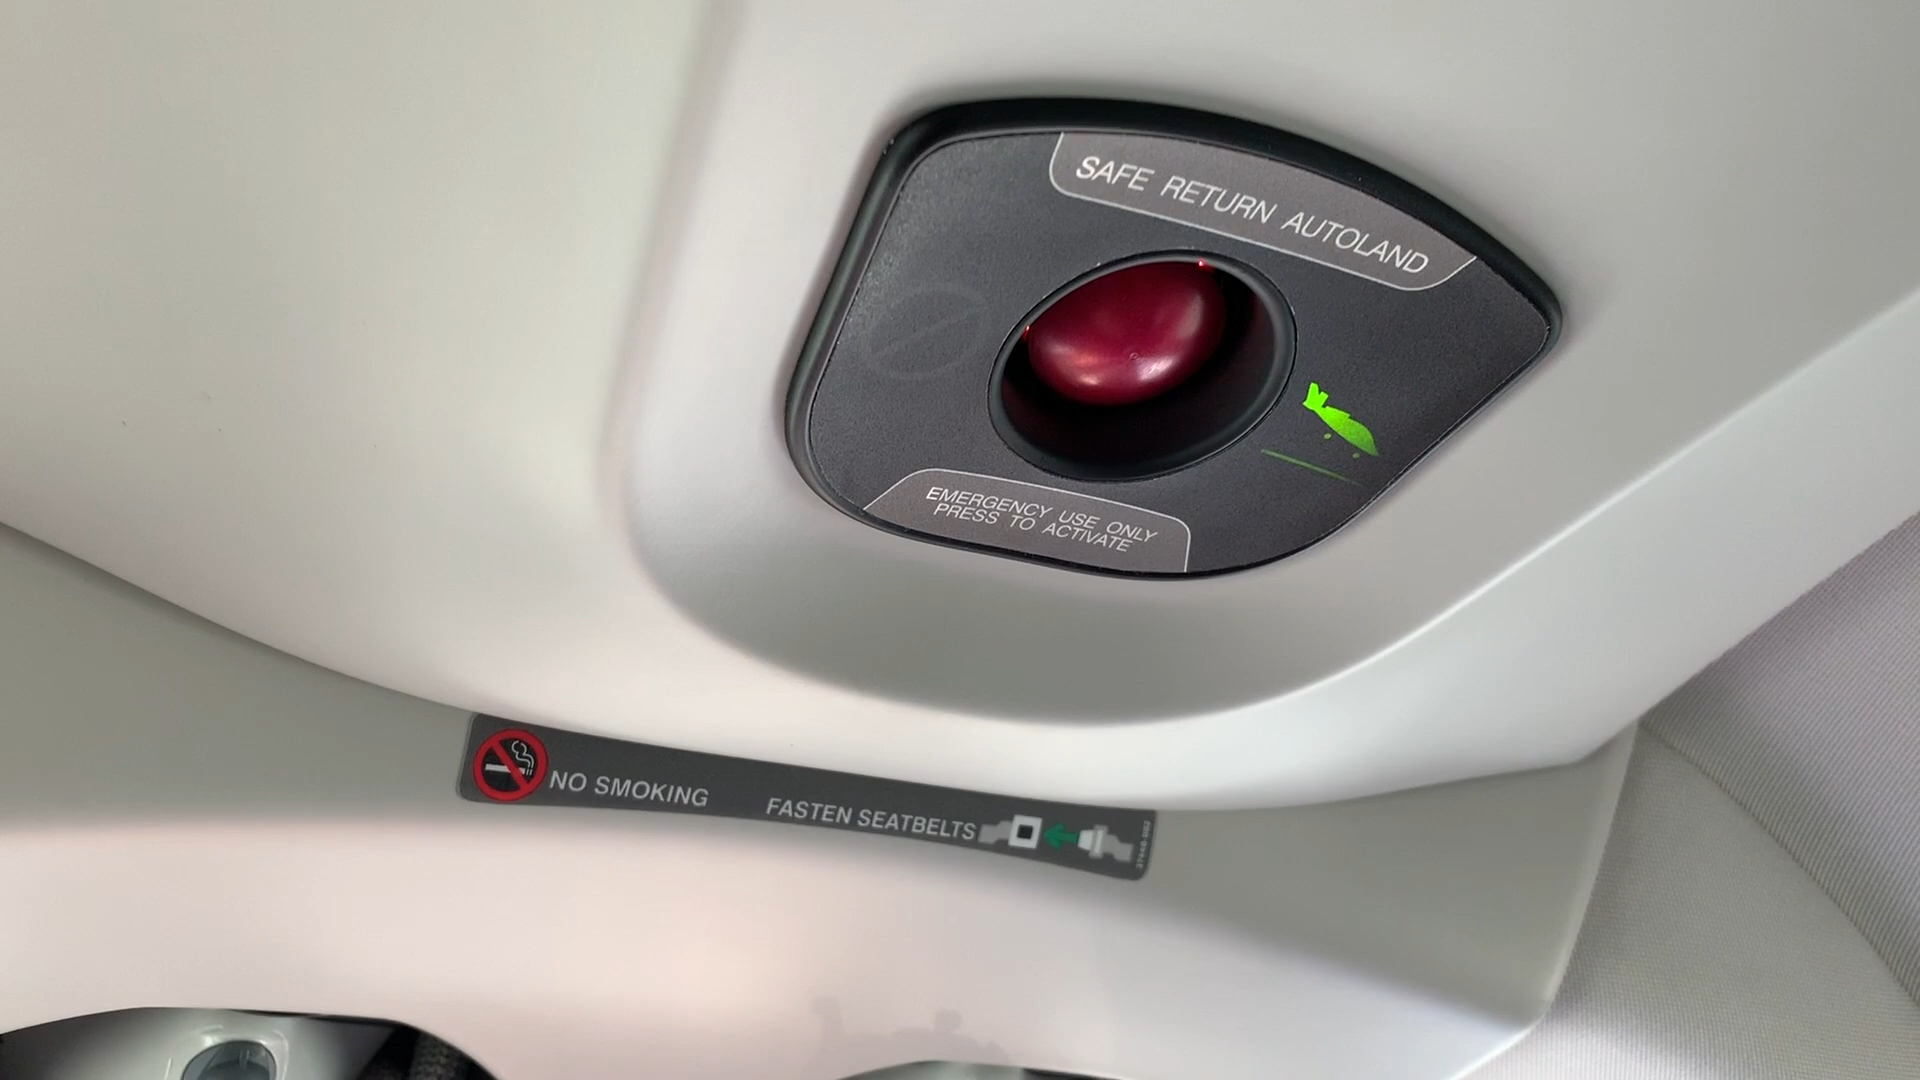 SAFE RETURN AUTOLAND
EMERGENCY USE ONLY
PRESS TO ACTIVATE
NO SMOKING
FASTEN SEATBELTS